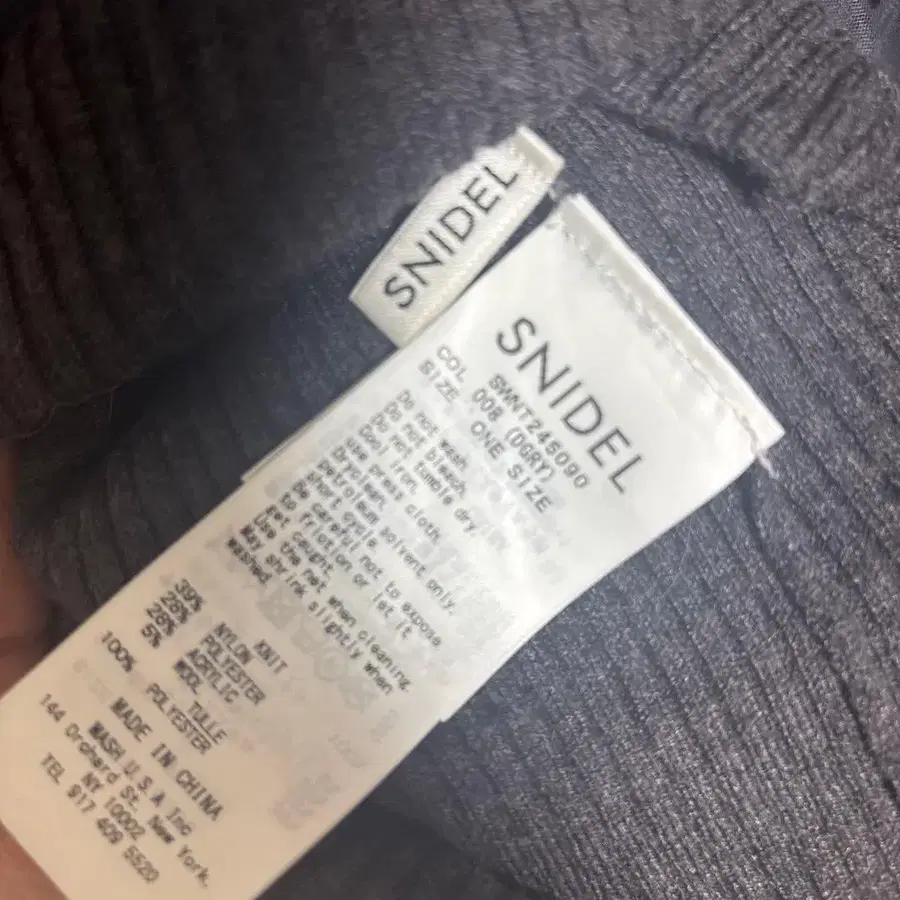 SNIDEL
SNIDEL
SWNT245090
COL 008 (DGRY)
SIZE ONE SIZE
Do not wash.
Do not bleach.
Do not tumble dry.
Cool iron.
use press cloth.
Dryclean,
petroleum solvent only,
short cycle.
Be careful not to expose
to friction or let it
get caught.
Use the net when cleaning.
May shrink slightly when
washed.
KNIT
39% NYLON
28% POLYESTER
28% ACRYLIC
5% WOOL
TULLE
100% POLYESTER
MADE IN CHINA
MASH U.S.A Inc
144 Orchard St. New York,
NY 10002
TEL 917 409 5520